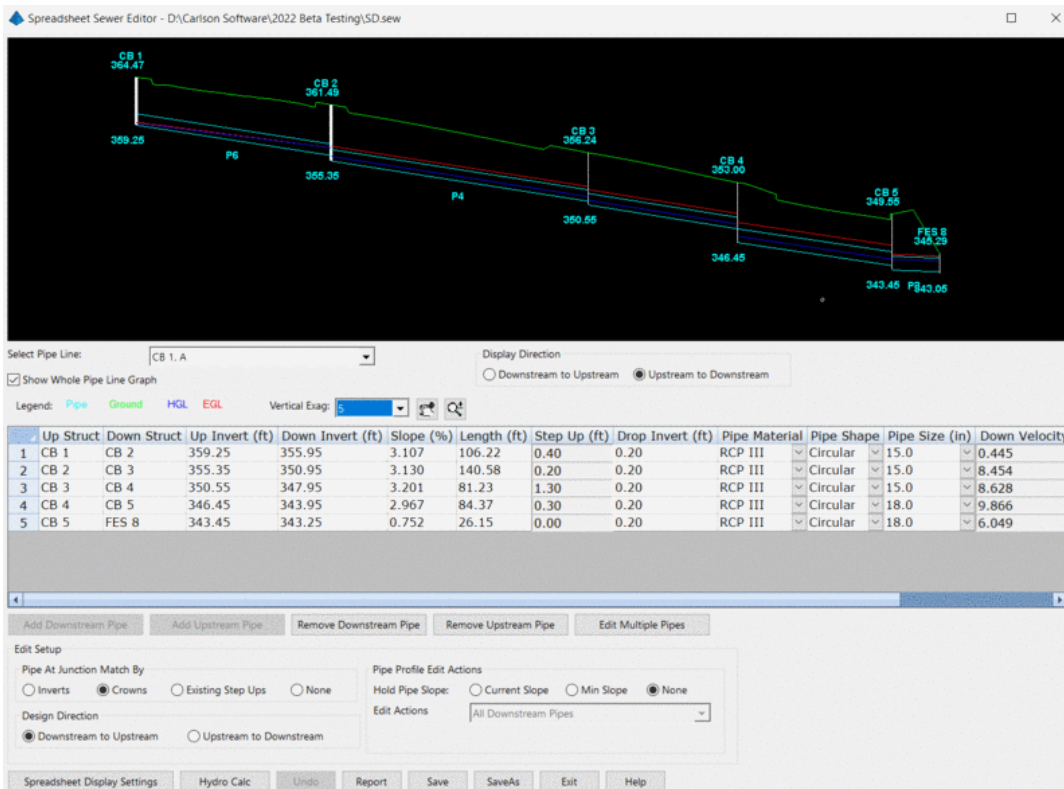 Spreadsheet Sewer Editor - D:\Carlson Software\2022 Beta Testing\SD.sew
CB 1
364.47
CB 2
361.49
CB 3
356.24
CB 4
353.00
CB 5
349.55
FES 8
345.29
359.25
P6
355.35
P4
350.55
346.45
343.45
343.05
Select Pipe Line: CB 1. A
Display Direction
Show Whole Pipe Line Graph
Downstream to Upstream Upstream to Downstream
Legend: Pipe Ground HGL EGL Vertical Exag: 5
Up Struct Down Struct Up Invert (ft) Down Invert (ft) Slope (%) Length (ft) Step Up (ft) Drop Invert (ft) Pipe Material Pipe Shape Pipe Size (in) Down Velocity
1 CB 1 CB 2 359.25 355.95 3.107 106.22 0.40 0.20 RCP III Circular 15.0 0.445
2 CB 2 CB 3 355.35 350.95 3.130 140.58 0.20 0.20 RCP III Circular 15.0 8.454
3 CB 3 CB 4 350.55 347.95 3.201 81.23 1.30 0.20 RCP III Circular 15.0 8.628
4 CB 4 CB 5 346.45 343.95 2.967 84.37 0.30 0.20 RCP III Circular 18.0 9.866
5 CB 5 FES 8 343.45 343.25 0.752 26.15 0.00 0.20 RCP III Circular 18.0 6.049
Add Downstream Pipe Add Upstream Pipe Remove Downstream Pipe Remove Upstream Pipe Edit Multiple Pipes
Edit Setup
Pipe At Junction Match By
Inverts Crowns Existing Step Ups None
Pipe Profile Edit Actions
Hold Pipe Slope: Current Slope Min Slope None
Edit Actions All Downstream Pipes
Design Direction
Downstream to Upstream Upstream to Downstream
Spreadsheet Display Settings Hydro Calc Undo Report Save SaveAs Exit Help